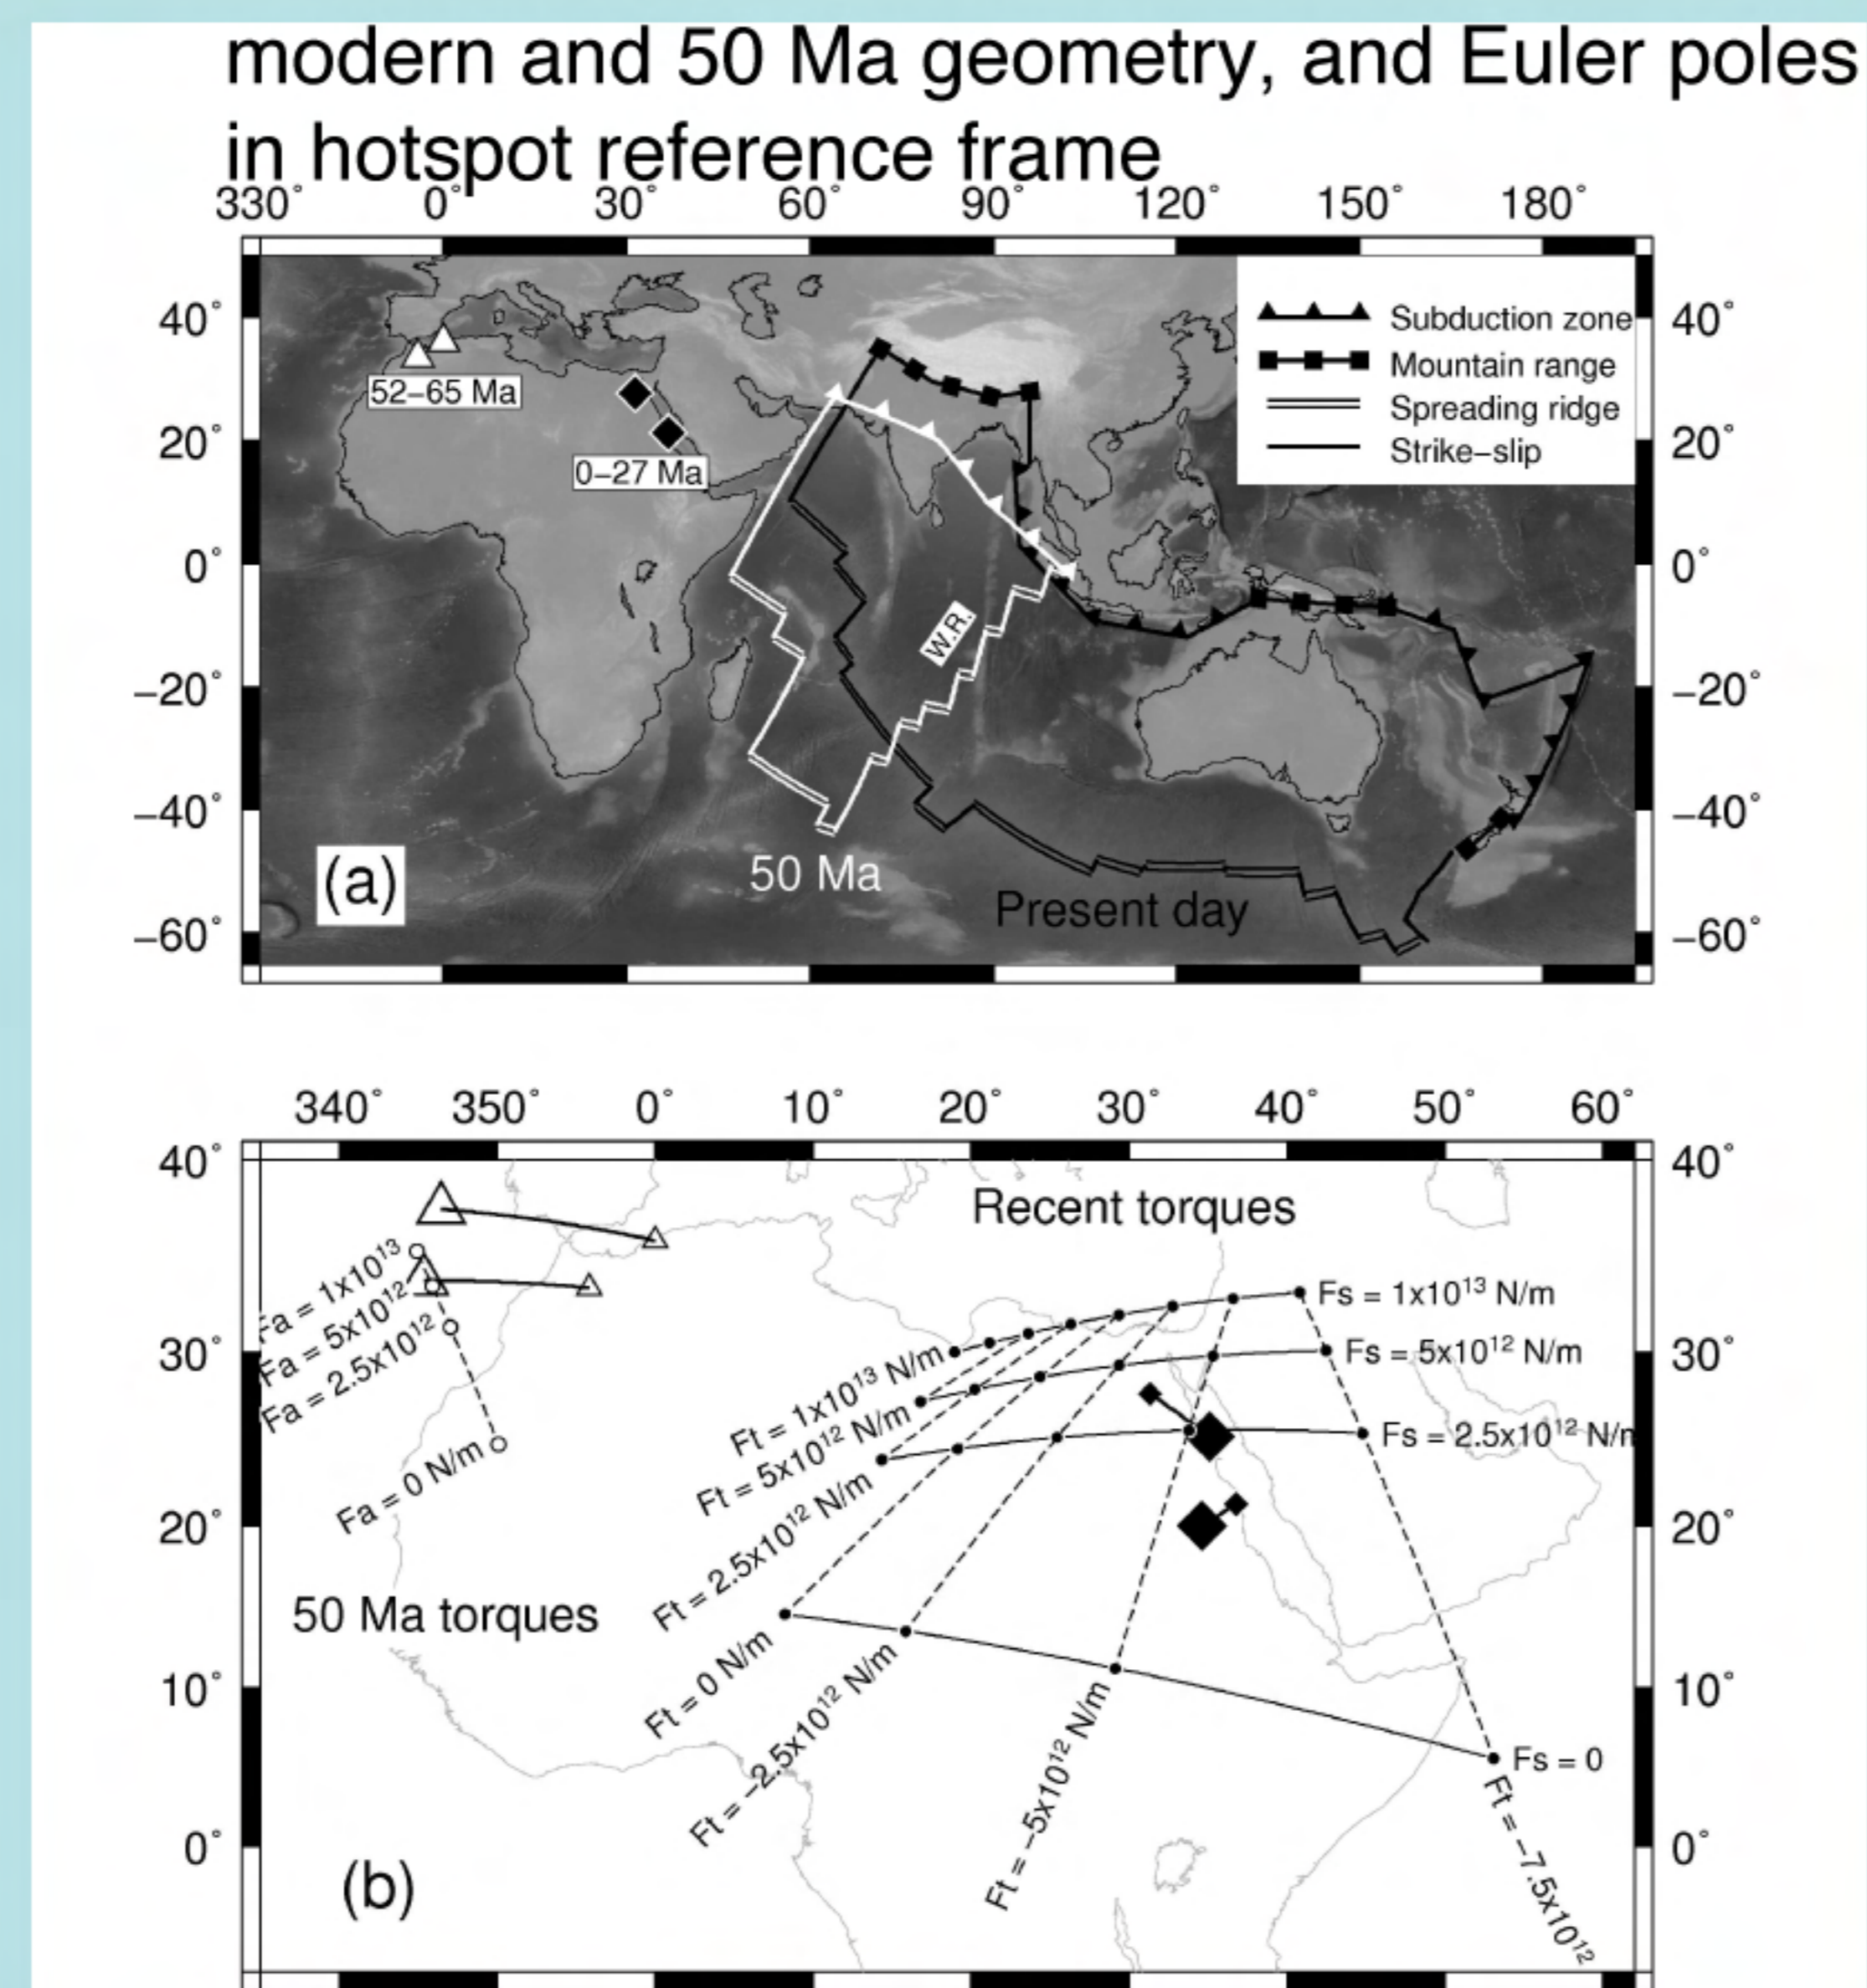 modern and 50 Ma geometry, and Euler poles
in hotspot reference frame
330° 0° 30° 60° 90° 120° 150° 180°
40° 40°
20° 20°
0° 0°
−20° −20°
−40° −40°
−60° −60°
Subduction zone
Mountain range
Spreading ridge
Strike−slip
52−65 Ma
0−27 Ma
W.R.
50 Ma
Present day
(a)
340° 350° 0° 10° 20° 30° 40° 50° 60°
40° 40°
30° 30°
20° 20°
10° 10°
0° 0°
Recent torques
Fa = 1x10¹³
Fa = 5x10¹²
Fa = 2.5x10¹²
Fa = 0 N/m
50 Ma torques
Fs = 1x10¹³ N/m
Fs = 5x10¹² N/m
Fs = 2.5x10¹² N/m
Fs = 0
Ft = 1x10¹³ N/m
Ft = 5x10¹² N/m
Ft = 2.5x10¹² N/m
Ft = 0 N/m
Ft = −2.5x10¹² N/m
Ft = −5x10¹² N/m
Ft = −7.5x10¹²
(b)